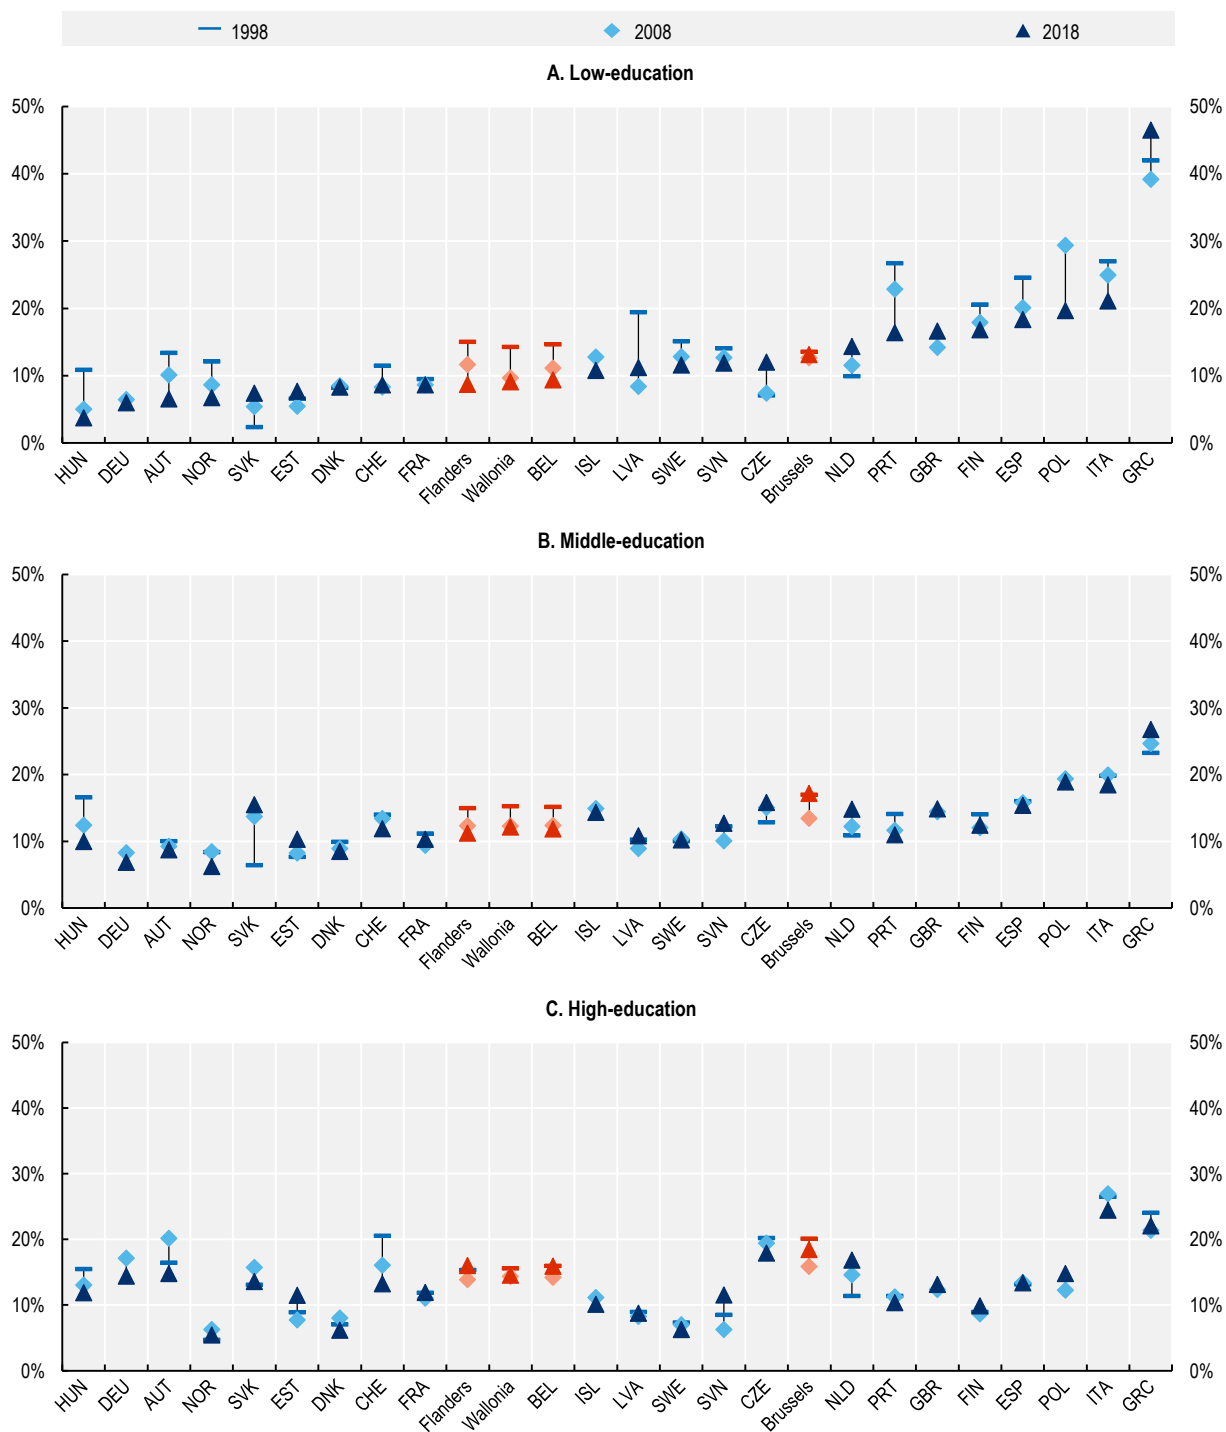 1998 2008 2018
A. Low-education
50% 50%
40% 40%
30% 30%
20% 20%
10% 10%
0% 0%
HUN DEU AUT NOR SVK EST DNK CHE FRA Flanders Wallonia BEL ISL LVA SWE SVN CZE Brussels NLD PRT GBR FIN ESP POL ITA GRC
B. Middle-education
50% 50%
40% 40%
30% 30%
20% 20%
10% 10%
0% 0%
HUN DEU AUT NOR SVK EST DNK CHE FRA Flanders Wallonia BEL ISL LVA SWE SVN CZE Brussels NLD PRT GBR FIN ESP POL ITA GRC
C. High-education
50% 50%
40% 40%
30% 30%
20% 20%
10% 10%
0% 0%
HUN DEU AUT NOR SVK EST DNK CHE FRA Flanders Wallonia BEL ISL LVA SWE SVN CZE Brussels NLD PRT GBR FIN ESP POL ITA GRC